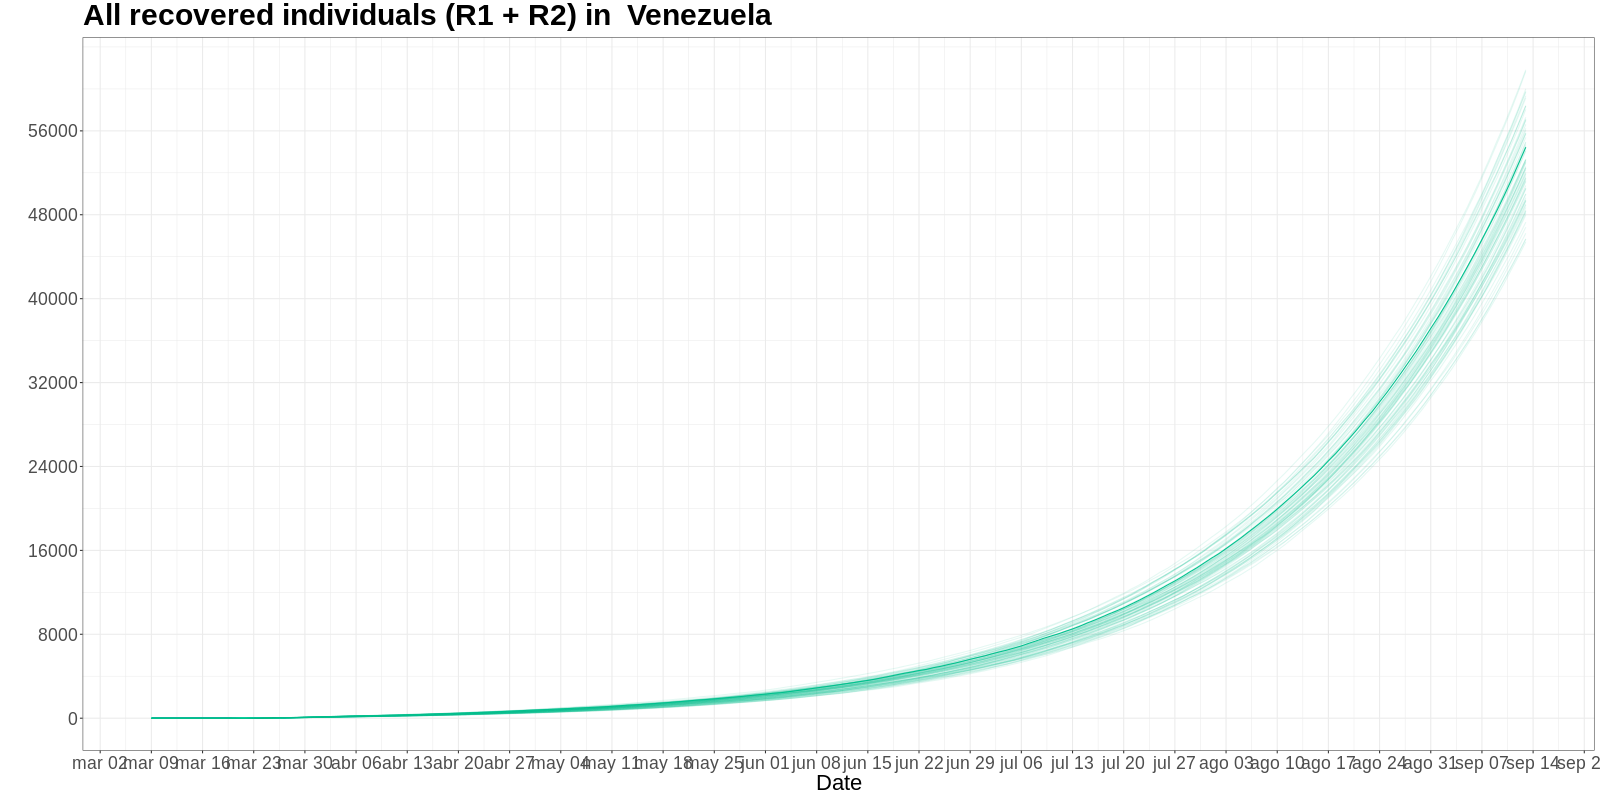 All recovered individuals (R1 + R2) in  Venezuela
56000
48000
40000
32000
24000
16000
8000
0
mar 02 mar 09 mar 16 mar 23 mar 30 abr 06 abr 13 abr 20 abr 27 may 04 may 11 may 18 may 25 jun 01 jun 08 jun 15 jun 22 jun 29 jul 06 jul 13 jul 20 jul 27 ago 03 ago 10 ago 17 ago 24 ago 31 sep 07 sep 14 sep 2
Date